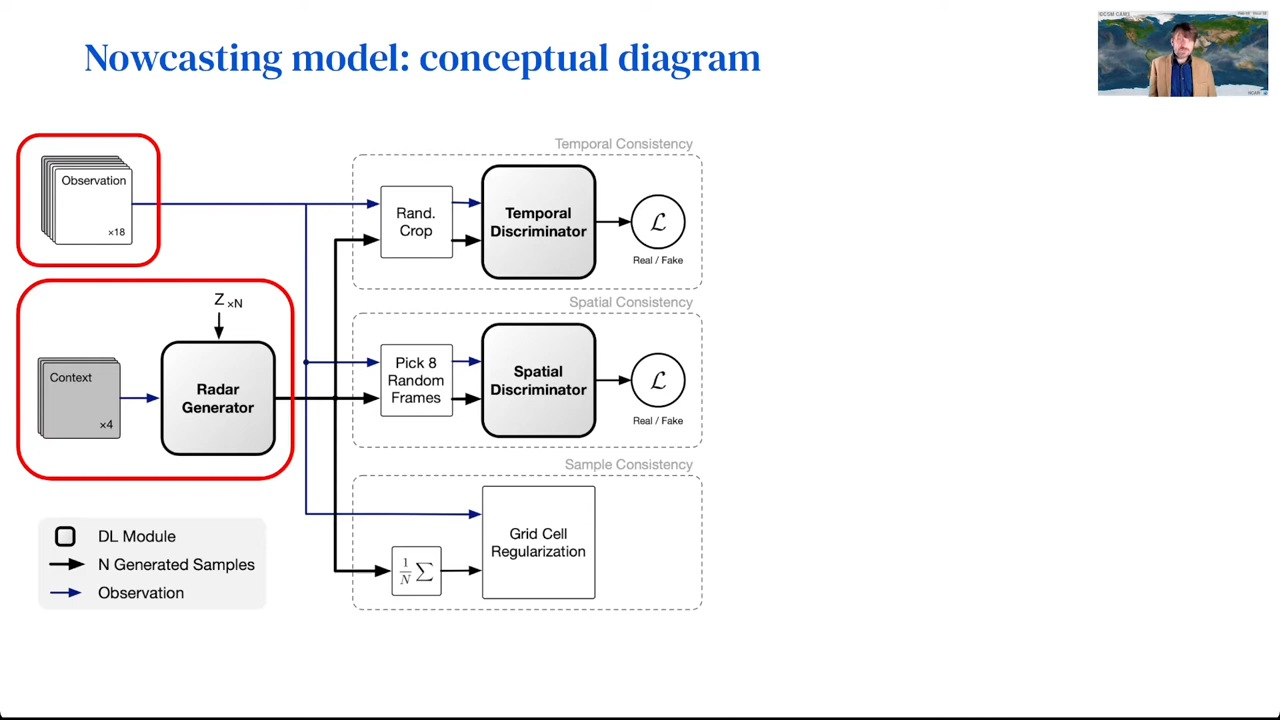 Nowcasting model: conceptual diagram
Temporal Consistency
Observation
×18
Rand.
Crop
Temporal
Discriminator
ℒ
Real / Fake
Z ×N
Spatial Consistency
Context
×4
Radar
Generator
Pick 8
Random
Frames
Spatial
Discriminator
ℒ
Real / Fake
Sample Consistency
Grid Cell
Regularization
1/N ∑
DL Module
N Generated Samples
Observation